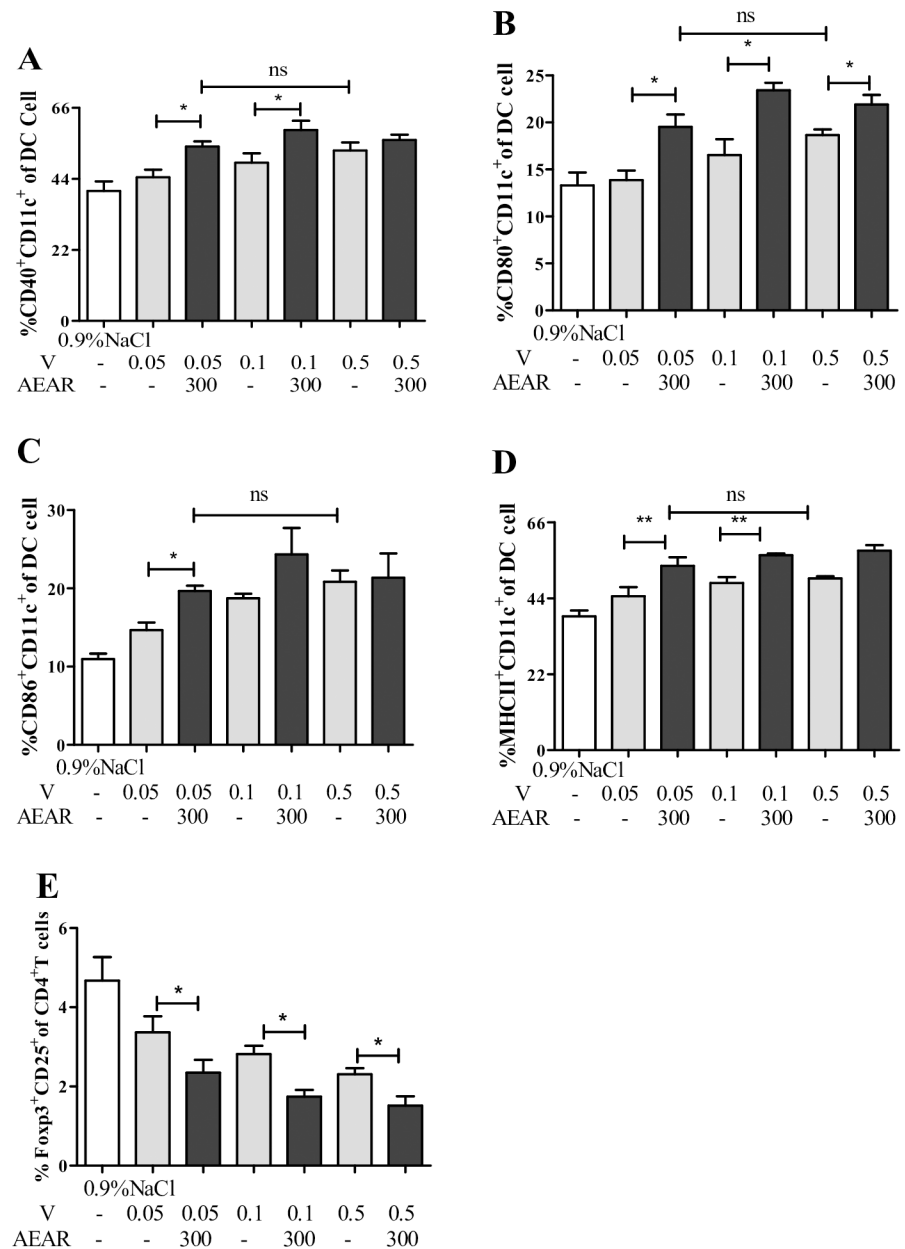 A
%CD40+CD11c+ of DC Cell
66
44
22
0
ns
*
*
0.9%NaCl
V - 0.05 0.05 0.1 0.1 0.5 0.5
AEAR - - 300 - 300 - 300
B
%CD80+CD11c+of DC cell
25
20
15
10
5
0
ns
*
*
*
0.9%NaCl
V - 0.05 0.05 0.1 0.1 0.5 0.5
AEAR - - 300 - 300 - 300
C
%CD86+CD11c+of DC cell
30
20
10
0
ns
*
0.9%NaCl
V - 0.05 0.05 0.1 0.1 0.5 0.5
AEAR - - 300 - 300 - 300
D
%MHCII+CD11c+of DC cell
66
44
22
0
ns
**
**
0.9%NaCl
V - 0.05 0.05 0.1 0.1 0.5 0.5
AEAR - - 300 - 300 - 300
E
% Foxp3+CD25+of CD4+T cells
6
4
2
0
*
*
*
0.9%NaCl
V - 0.05 0.05 0.1 0.1 0.5 0.5
AEAR - - 300 - 300 - 300